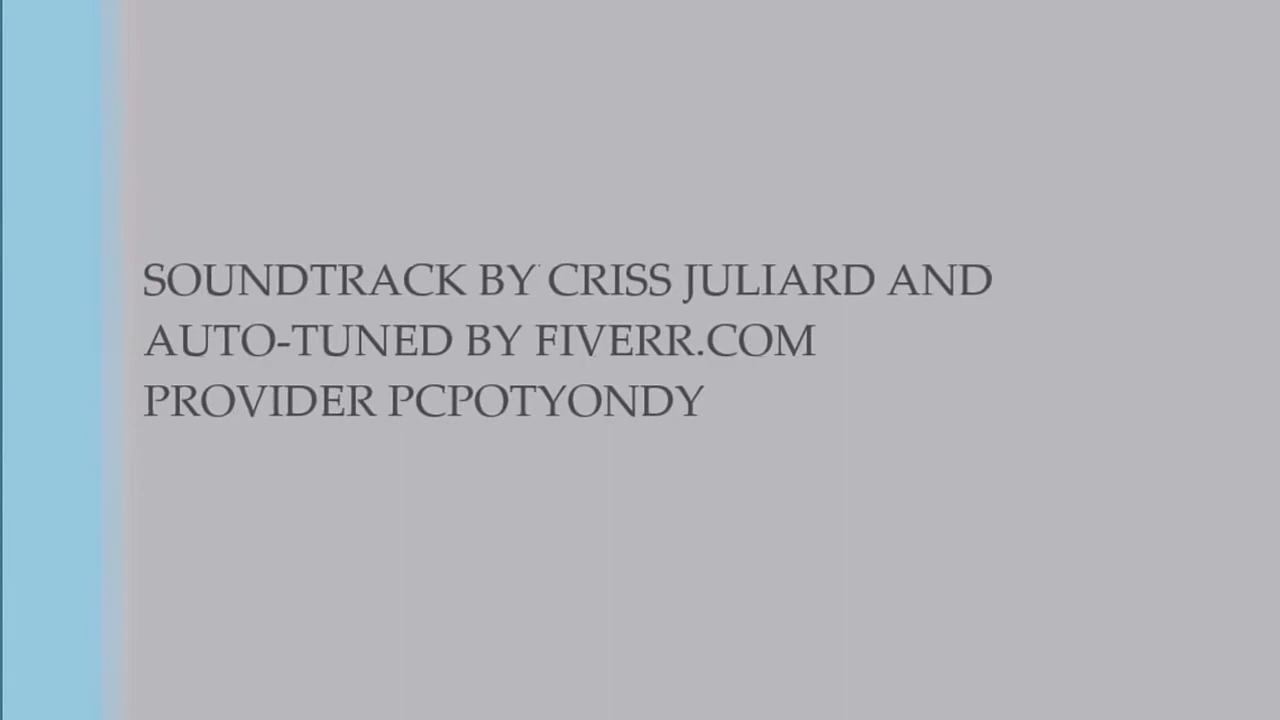 SOUNDTRACK BY CRISS JULIARD AND
AUTO-TUNED BY FIVERR.COM
PROVIDER PCPOTYONDY